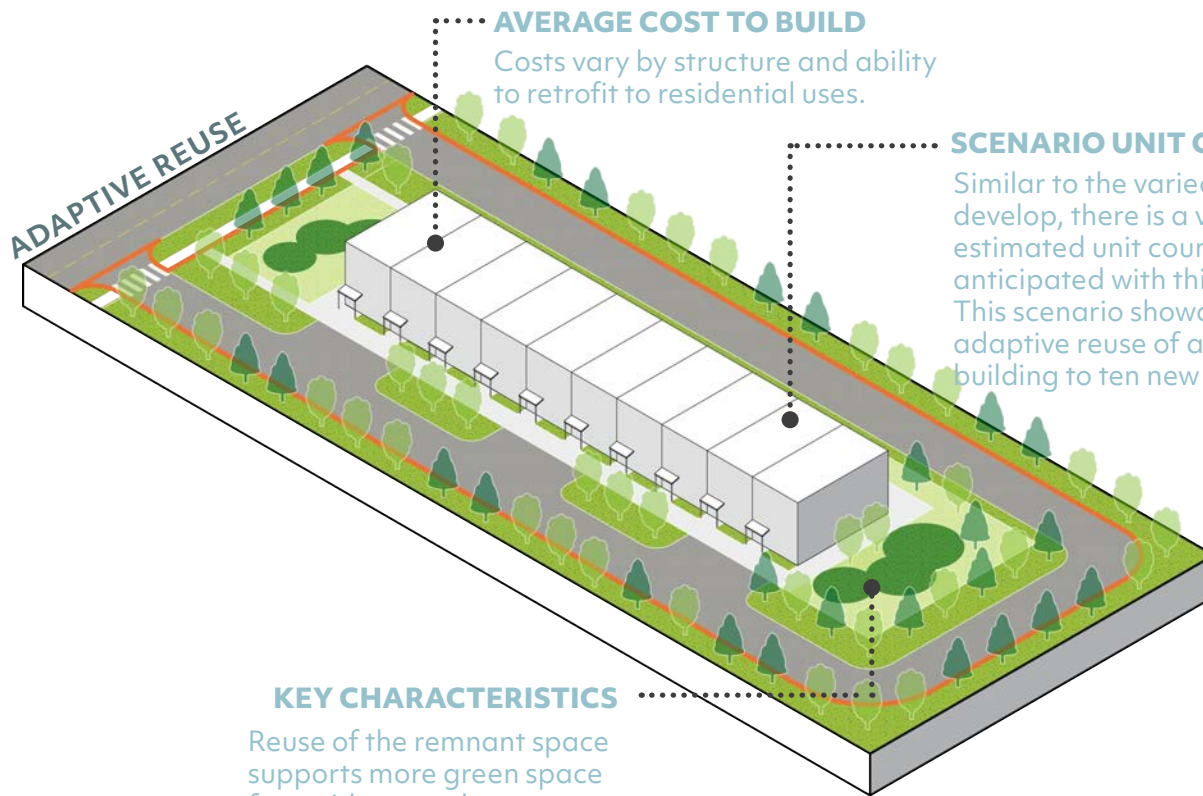 AVERAGE COST TO BUILD
Costs vary by structure and ability
to retrofit to residential uses.
ADAPTIVE REUSE
SCENARIO UNIT
Similar to the varied
develop, there is a
estimated unit
anticipated with
This scenario
adaptive reuse of a
building to ten new
KEY CHARACTERISTICS
Reuse of the remnant space
supports more green space